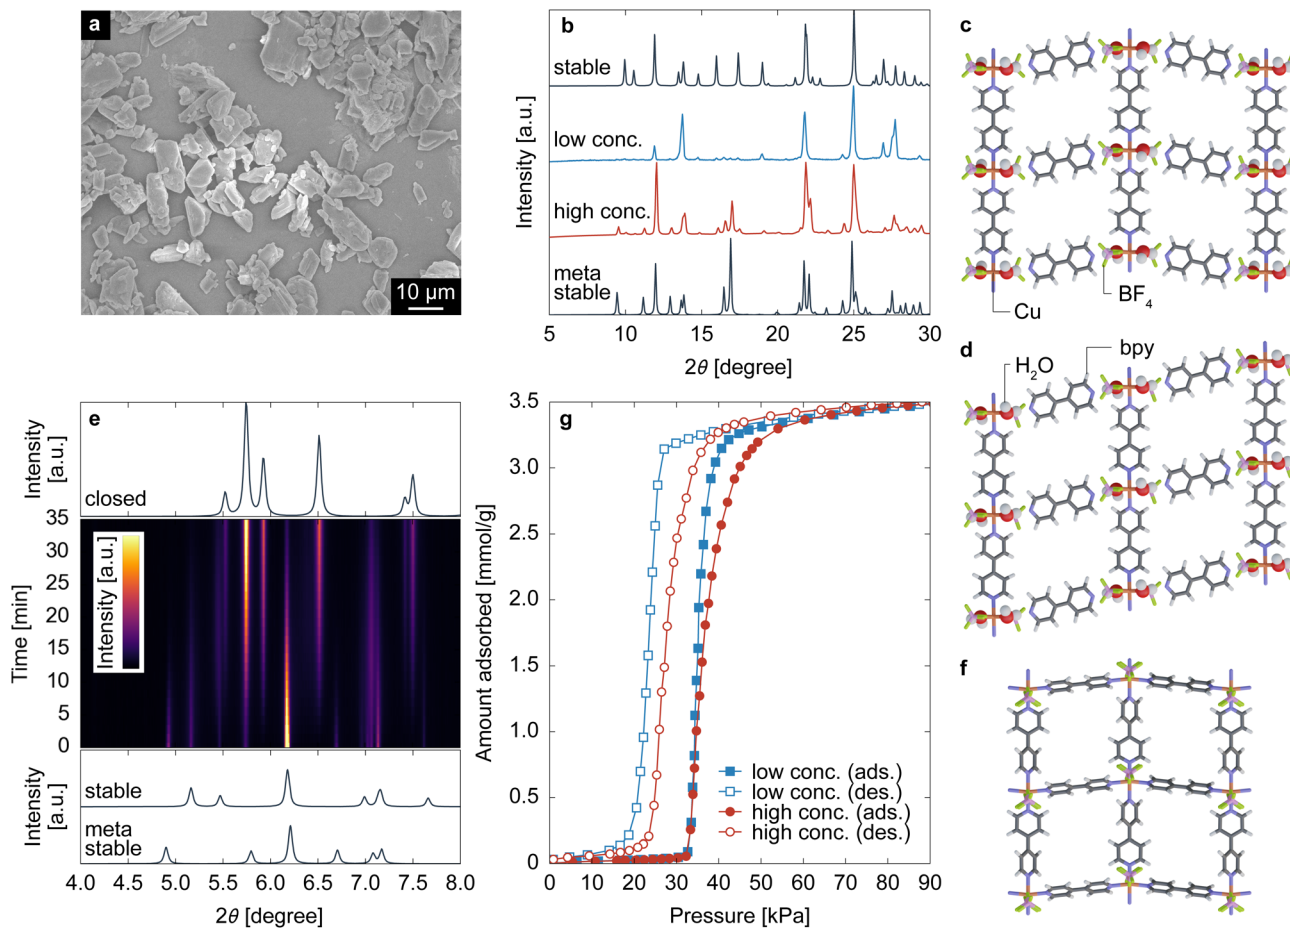 a
10 μm
b
Intensity [a.u.]
stable
low conc.
high conc.
meta
stable
5 10 15 20 25 30
2θ [degree]
c
Cu
BF4
d
H2O
bpy
e
Intensity
[a.u.]
closed
Time [min]
35
30
25
20
15
10
5
0
Intensity [a.u.]
Intensity
[a.u.]
stable
meta
stable
4.0 4.5 5.0 5.5 6.0 6.5 7.0 7.5 8.0
2θ [degree]
g
Amount adsorbed [mmol/g]
3.5
3.0
2.5
2.0
1.5
1.0
0.5
0
low conc. (ads.)
low conc. (des.)
high conc. (ads.)
high conc. (des.)
0 10 20 30 40 50 60 70 80 90
Pressure [kPa]
f